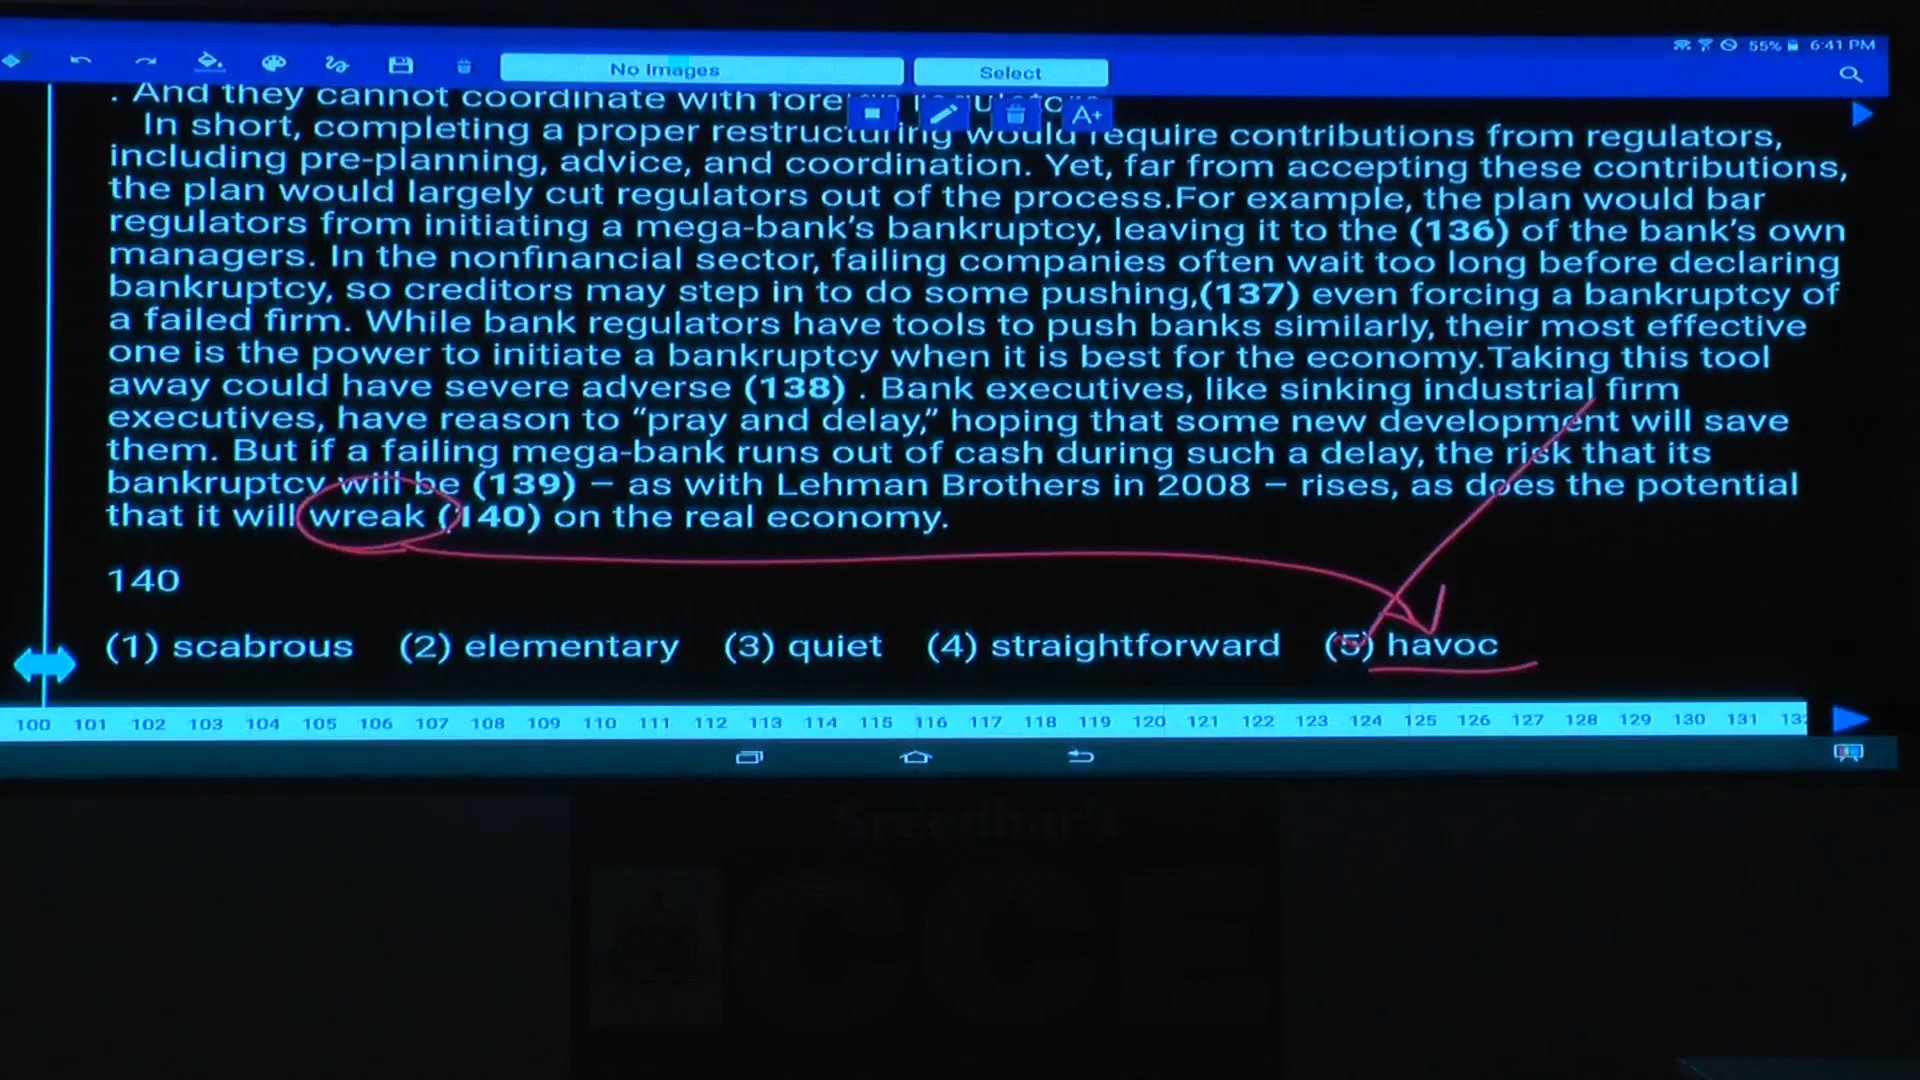 55% 6:41 PM
No Images Select
. And they cannot coordinate with
A+
In short, completing a proper restructuring would require contributions from regulators,
including pre-planning, advice, and coordination. Yet, far from accepting these contributions,
the plan would largely cut regulators out of the process.For example, the plan would bar
regulators from initiating a mega-bank's bankruptcy, leaving it to the (136) of the bank's own
managers. In the nonfinancial sector, failing companies often wait too long before declaring
bankruptcy, so creditors may step in to do some pushing,(137) even forcing a bankruptcy of
a failed firm. While bank regulators have tools to push banks similarly, their most effective
one is the power to initiate a bankruptcy when it is best for the economy.Taking this tool
away could have severe adverse (138) . Bank executives, like sinking industrial firm
executives, have reason to “pray and delay,” hoping that some new development will save
them. But if a failing mega-bank runs out of cash during such a delay, the risk that its
bankruptcy will be (139) – as with Lehman Brothers in 2008 – rises, as does the potential
that it will wreak (140) on the real economy.
140
(1) scabrous (2) elementary (3) quiet (4) straightforward (5) havoc
100 101 102 103 104 105 106 107 108 109 110 111 112 113 114 115 116 117 118 119 120 121 122 123 124 125 126 127 128 129 130 131
Sreedhar's
CCE